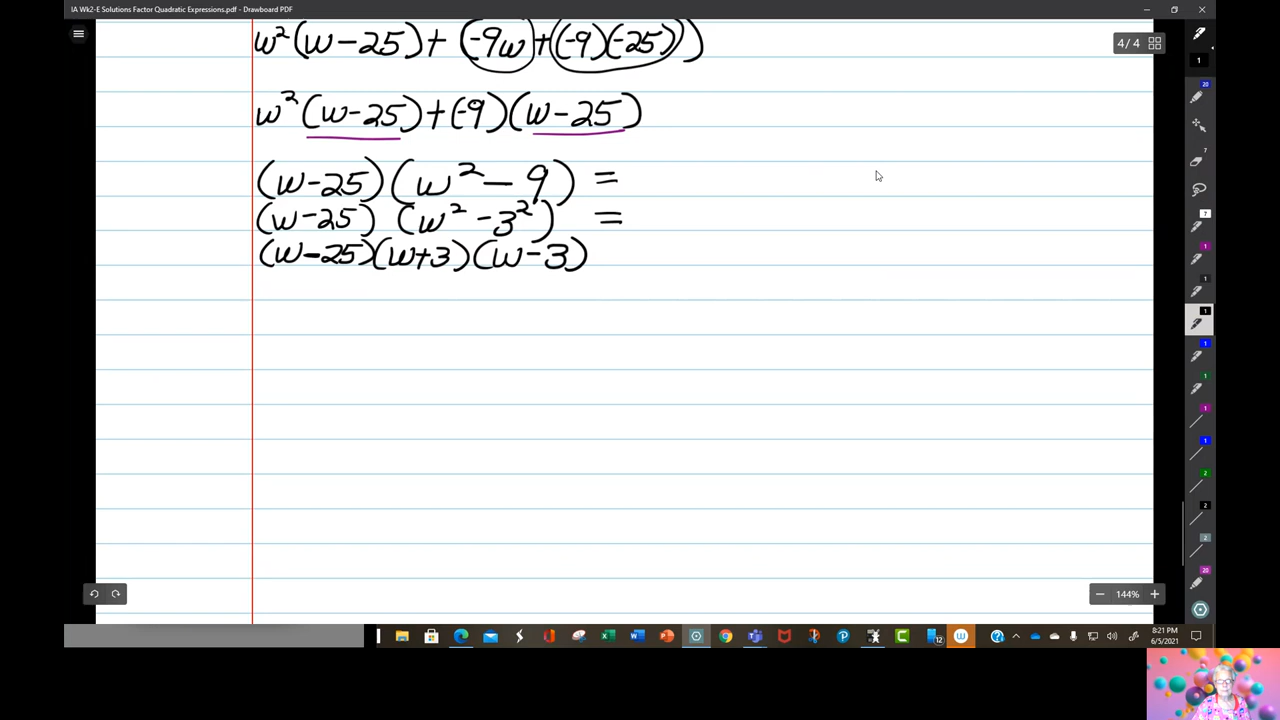 IA Wk2-E Solutions Factor Quadratic Expressions.pdf - Drawboard PDF
w²(w-25)+(-9w+(-9)(-25))
4/4
w²(w-25)+(-9)(w-25)
(w-25)(w²-9) =
(w-25) (w²-3²) =
(w-25)(w+3)(w-3)
144%
8:21 PM
6/5/2021